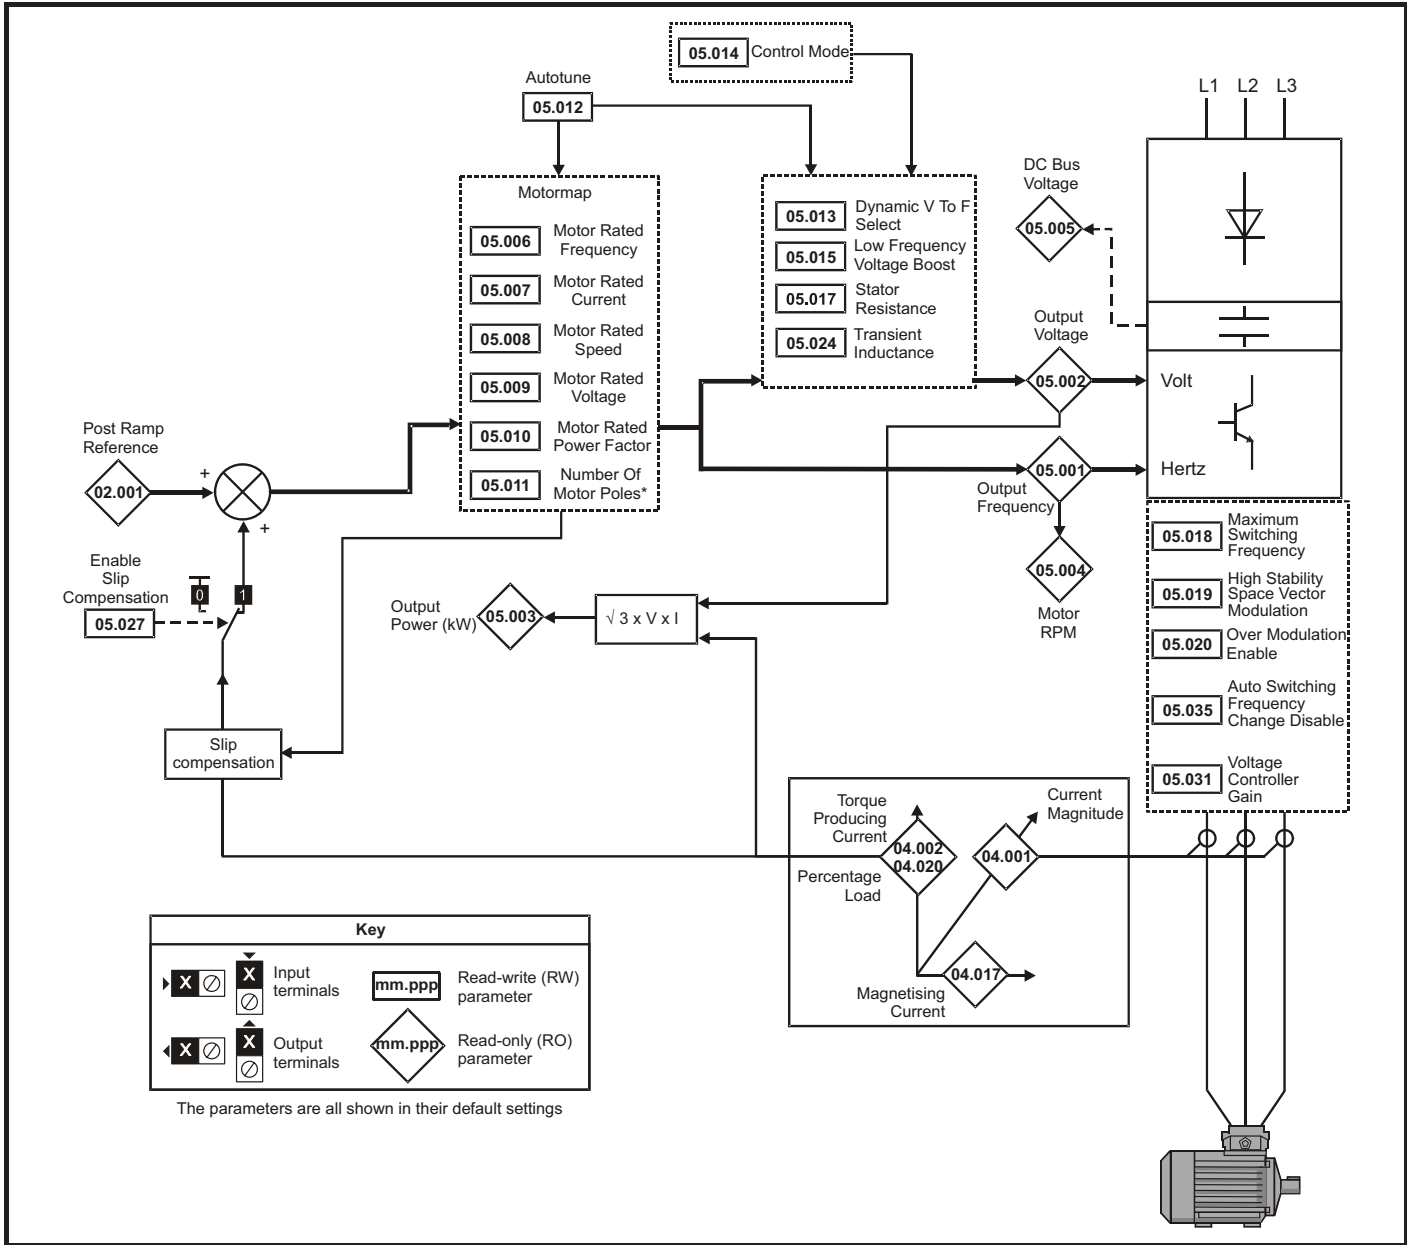 05.014
Control Mode
Autotune
05.012
L1 L2 L3
DC Bus
Voltage
05.005
Motormap
05.006
Motor Rated
Frequency
05.007
Motor Rated
Current
05.008
Motor Rated
Speed
05.009
Motor Rated
Voltage
05.010
Motor Rated
Power Factor
05.011
Number Of
Motor Poles*
05.013
Dynamic V To F
Select
05.015
Low Frequency
Voltage Boost
05.017
Stator
Resistance
05.024
Transient
Inductance
Output
Voltage
05.002
Volt
05.001
Hertz
Output
Frequency
05.004
Motor
RPM
Post Ramp
Reference
02.001
+
+
Enable
Slip
Compensation
05.027
0
1
Output
Power (kW)
05.003
√ 3 x V x I
Slip
compensation
05.018
Maximum
Switching
Frequency
05.019
High Stability
Space Vector
Modulation
05.020
Over Modulation
Enable
05.035
Auto Switching
Frequency
Change Disable
05.031
Voltage
Controller
Gain
Torque
Producing
Current
04.002
04.020
Percentage
Load
Current
Magnitude
04.001
04.017
Magnetising
Current
Key
X
X
Input
terminals
mm.ppp
Read-write (RW)
parameter
X
X
Output
terminals
mm.ppp
Read-only (RO)
parameter
The parameters are all shown in their default settings